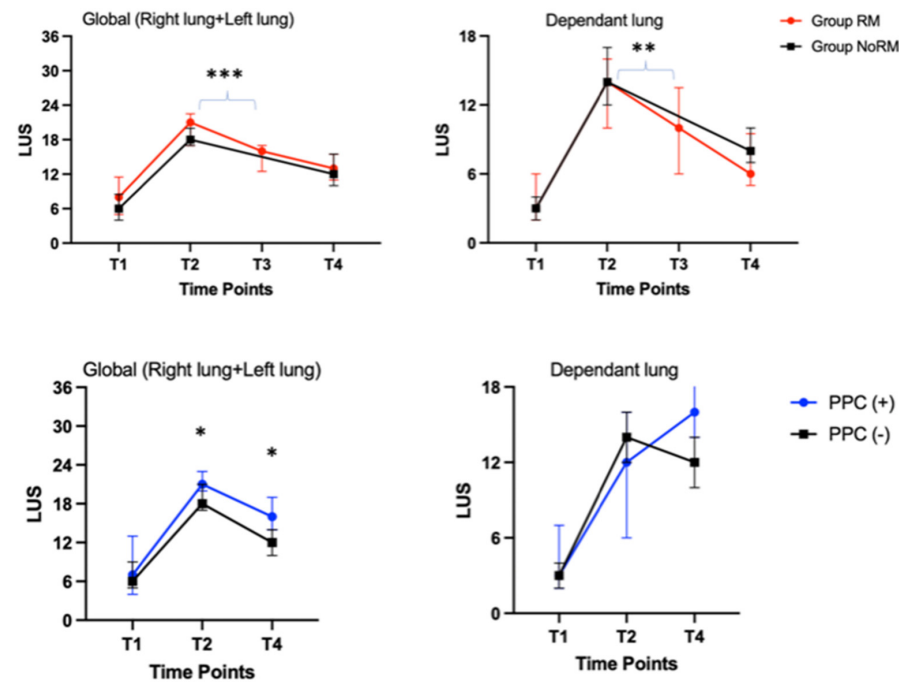 Global (Right lung+Left lung)
36
30
24
18
12
6
0
LUS
***
T1 T2 T3 T4
Time Points
Dependant lung
18
12
6
0
LUS
**
T1 T2 T3 T4
Time Points
Group RM
Group NoRM
Global (Right lung+Left lung)
36
30
24
18
12
6
0
LUS
*
*
T1 T2 T4
Time Points
Dependant lung
18
12
6
0
LUS
T1 T2 T4
Time Points
PPC (+)
PPC (-)